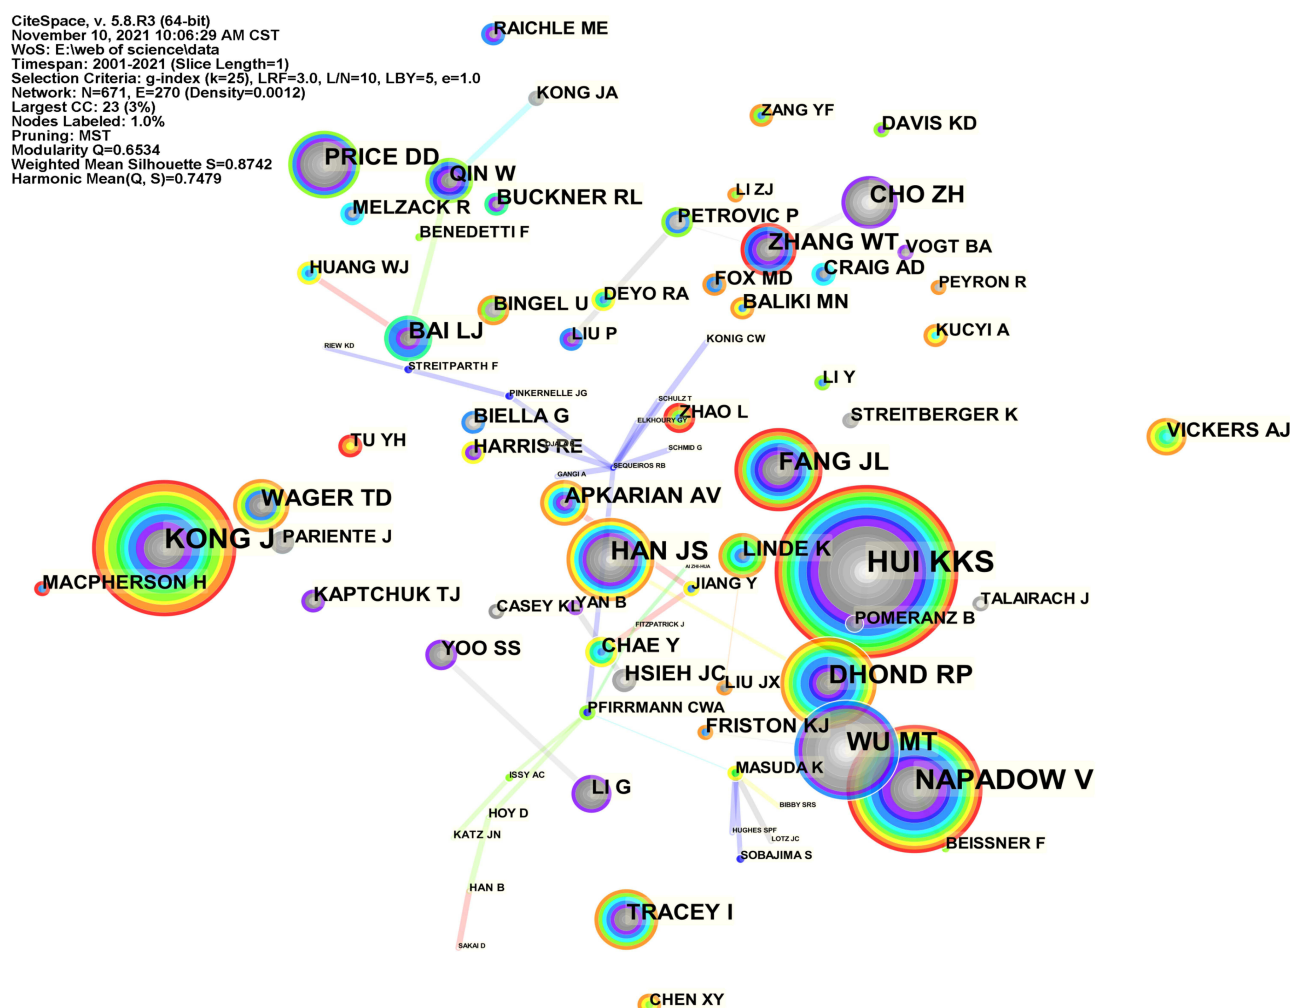 CiteSpace, v. 5.8.R3 (64-bit)
November 10, 2021 10:06:29 AM CST
WoS: E:\web of science\data
Timespan: 2001-2021 (Slice Length=1)
Selection Criteria: g-index (k=25), LRF=3.0, L/N=10, LBY=5, e=1.0
Network: N=671, E=270 (Density=0.0012)
Largest CC: 23 (3%)
Nodes Labeled: 1.0%
Pruning: MST
Modularity Q=0.6534
Weighted Mean Silhouette S=0.8742
Harmonic Mean(Q, S)=0.7479
RAICHLE ME
KONG JA
ZANG YF
DAVIS KD
PRICE DD
QIN W
BUCKNER RL
LI ZJ
CHO ZH
MELZACK R
PETROVIC P
BENEDETTI F
ZHANG WT
VOGT BA
HUANG WJ
CRAIG AD
FOX MD
PEYRON R
DEYO RA
BINGEL U
BALIKI MN
BAI LJ
LIU P
KONIG CW
KUCYI A
RIEW KD
STREITPARTH F
LI Y
PINKERNELLE JG
SCHULZ T
ZHAO L
ELKHOURY GY
BIELLA G
STREITBERGER K
VICKERS AJ
TU YH
HARRIS RE
SCHMID G
FANG JL
SEQUEIROS RB
GANGI A
WAGER TD
APKARIAN AV
KONG J
PARIENTE J
HAN JS
LINDE K
HUI KKS
AI ZHI-HUA
MACPHERSON H
JIANG Y
KAPTCHUK TJ
CASEY KL
YAN B
TALAIRACH J
POMERANZ B
FITZPATRICK J
YOO SS
CHAE Y
HSIEH JC
LIU JX
DHOND RP
PFIRRMANN CWA
FRISTON KJ
WU MT
MASUDA K
ISSY AC
NAPADOW V
LI G
BIBBY SRS
HOY D
KATZ JN
HUGHES SPF
LOTZ JC
BEISSNER F
SOBAJIMA S
HAN B
TRACEY I
SAKAI D
CHEN XY